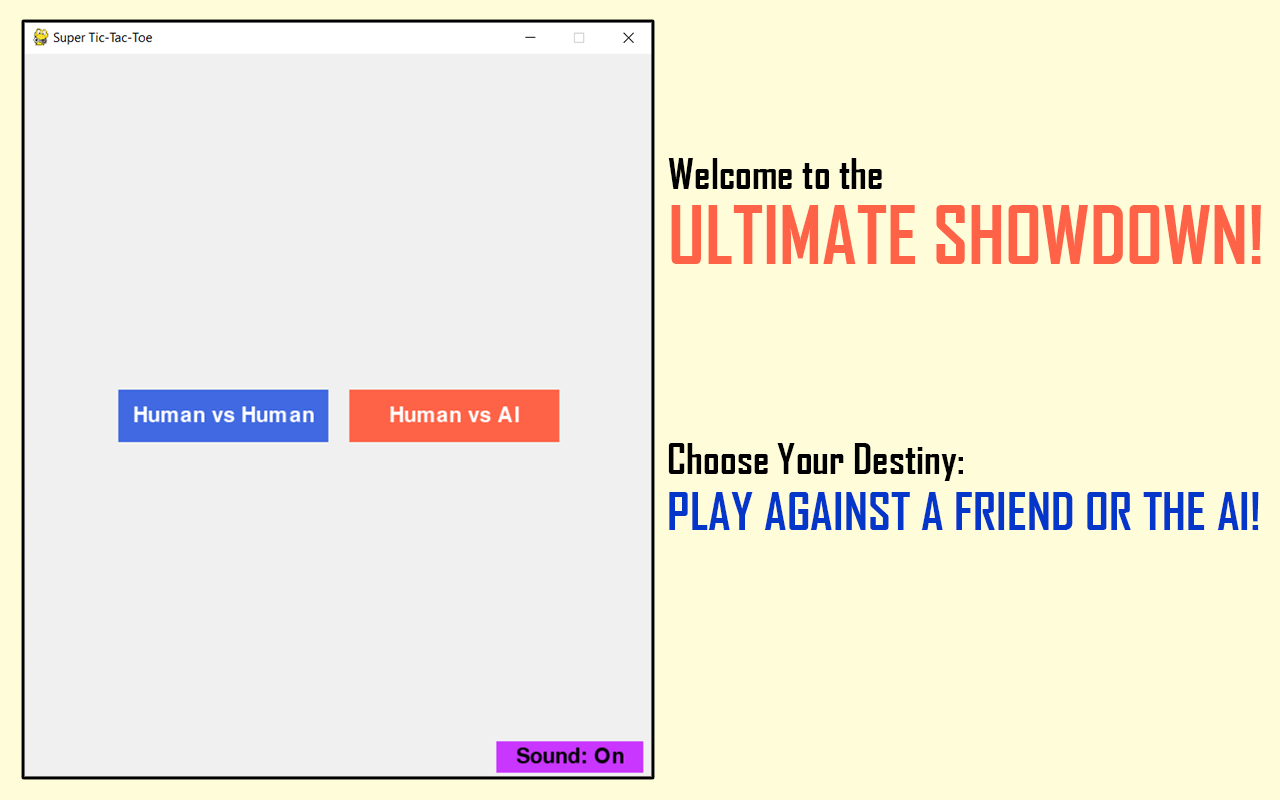 Super Tic-Tac-Toe
Welcome to the
ULTIMATE SHOWDOWN!
Human vs Human
Human vs AI
Choose Your Destiny:
PLAY AGAINST A FRIEND OR THE AI!
Sound: On